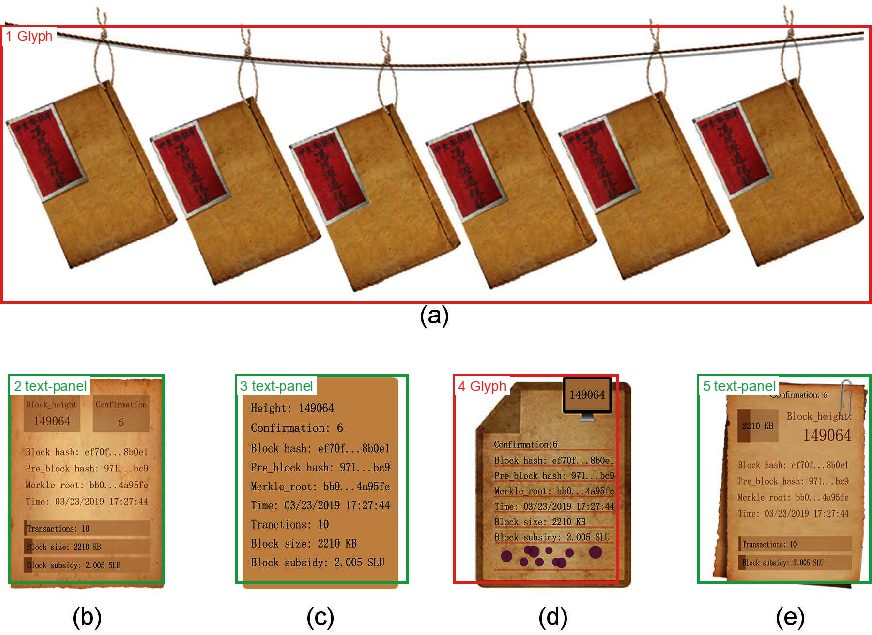 1 Glyph
(a)
2 text-panel
Block_height
149064
Confirmation
6
Block hash: ef70f...8b0e1
Pre_block hash: 971...bc9
Merkle_root: bb0...4a95fe
Time: 03/23/2019 17:27:44
Transactions: 10
Block size: 2210 KB
Block subsidy: 2.005 SLU
(b)
3 text-panel
Height: 149064
Confirmation: 6
Block hash: ef70f...8b0e1
Pre_block hash: 971...bc9
Merkle_root: bb0...4a95fe
Time: 03/23/2019 17:27:44
Tranctions: 10
Block size: 2210 KB
Block subsidy: 2.005 SLU
(c)
4 Glyph
149064
Confirmation:6
Block hash: ef70f...8b0e1
Pre_block hash: 971...bc9
Merkle_root: bb0...4a95fe
Time: 03/23/2019 17:27:44
Block size: 2210 KB
Block subsidy: 2.005 SLU
(d)
5 text-panel
Confirmation: 6
2210 KB
Block_height:
149064
Block hash: ef70f...8b0e1
Pre_block hash: 971...bc9
Merkle_root: bb0...4a95fe
Time: 03/23/2019 17:27:44
Transactions: 10
Block subsidy: 2.005 SLU
(e)